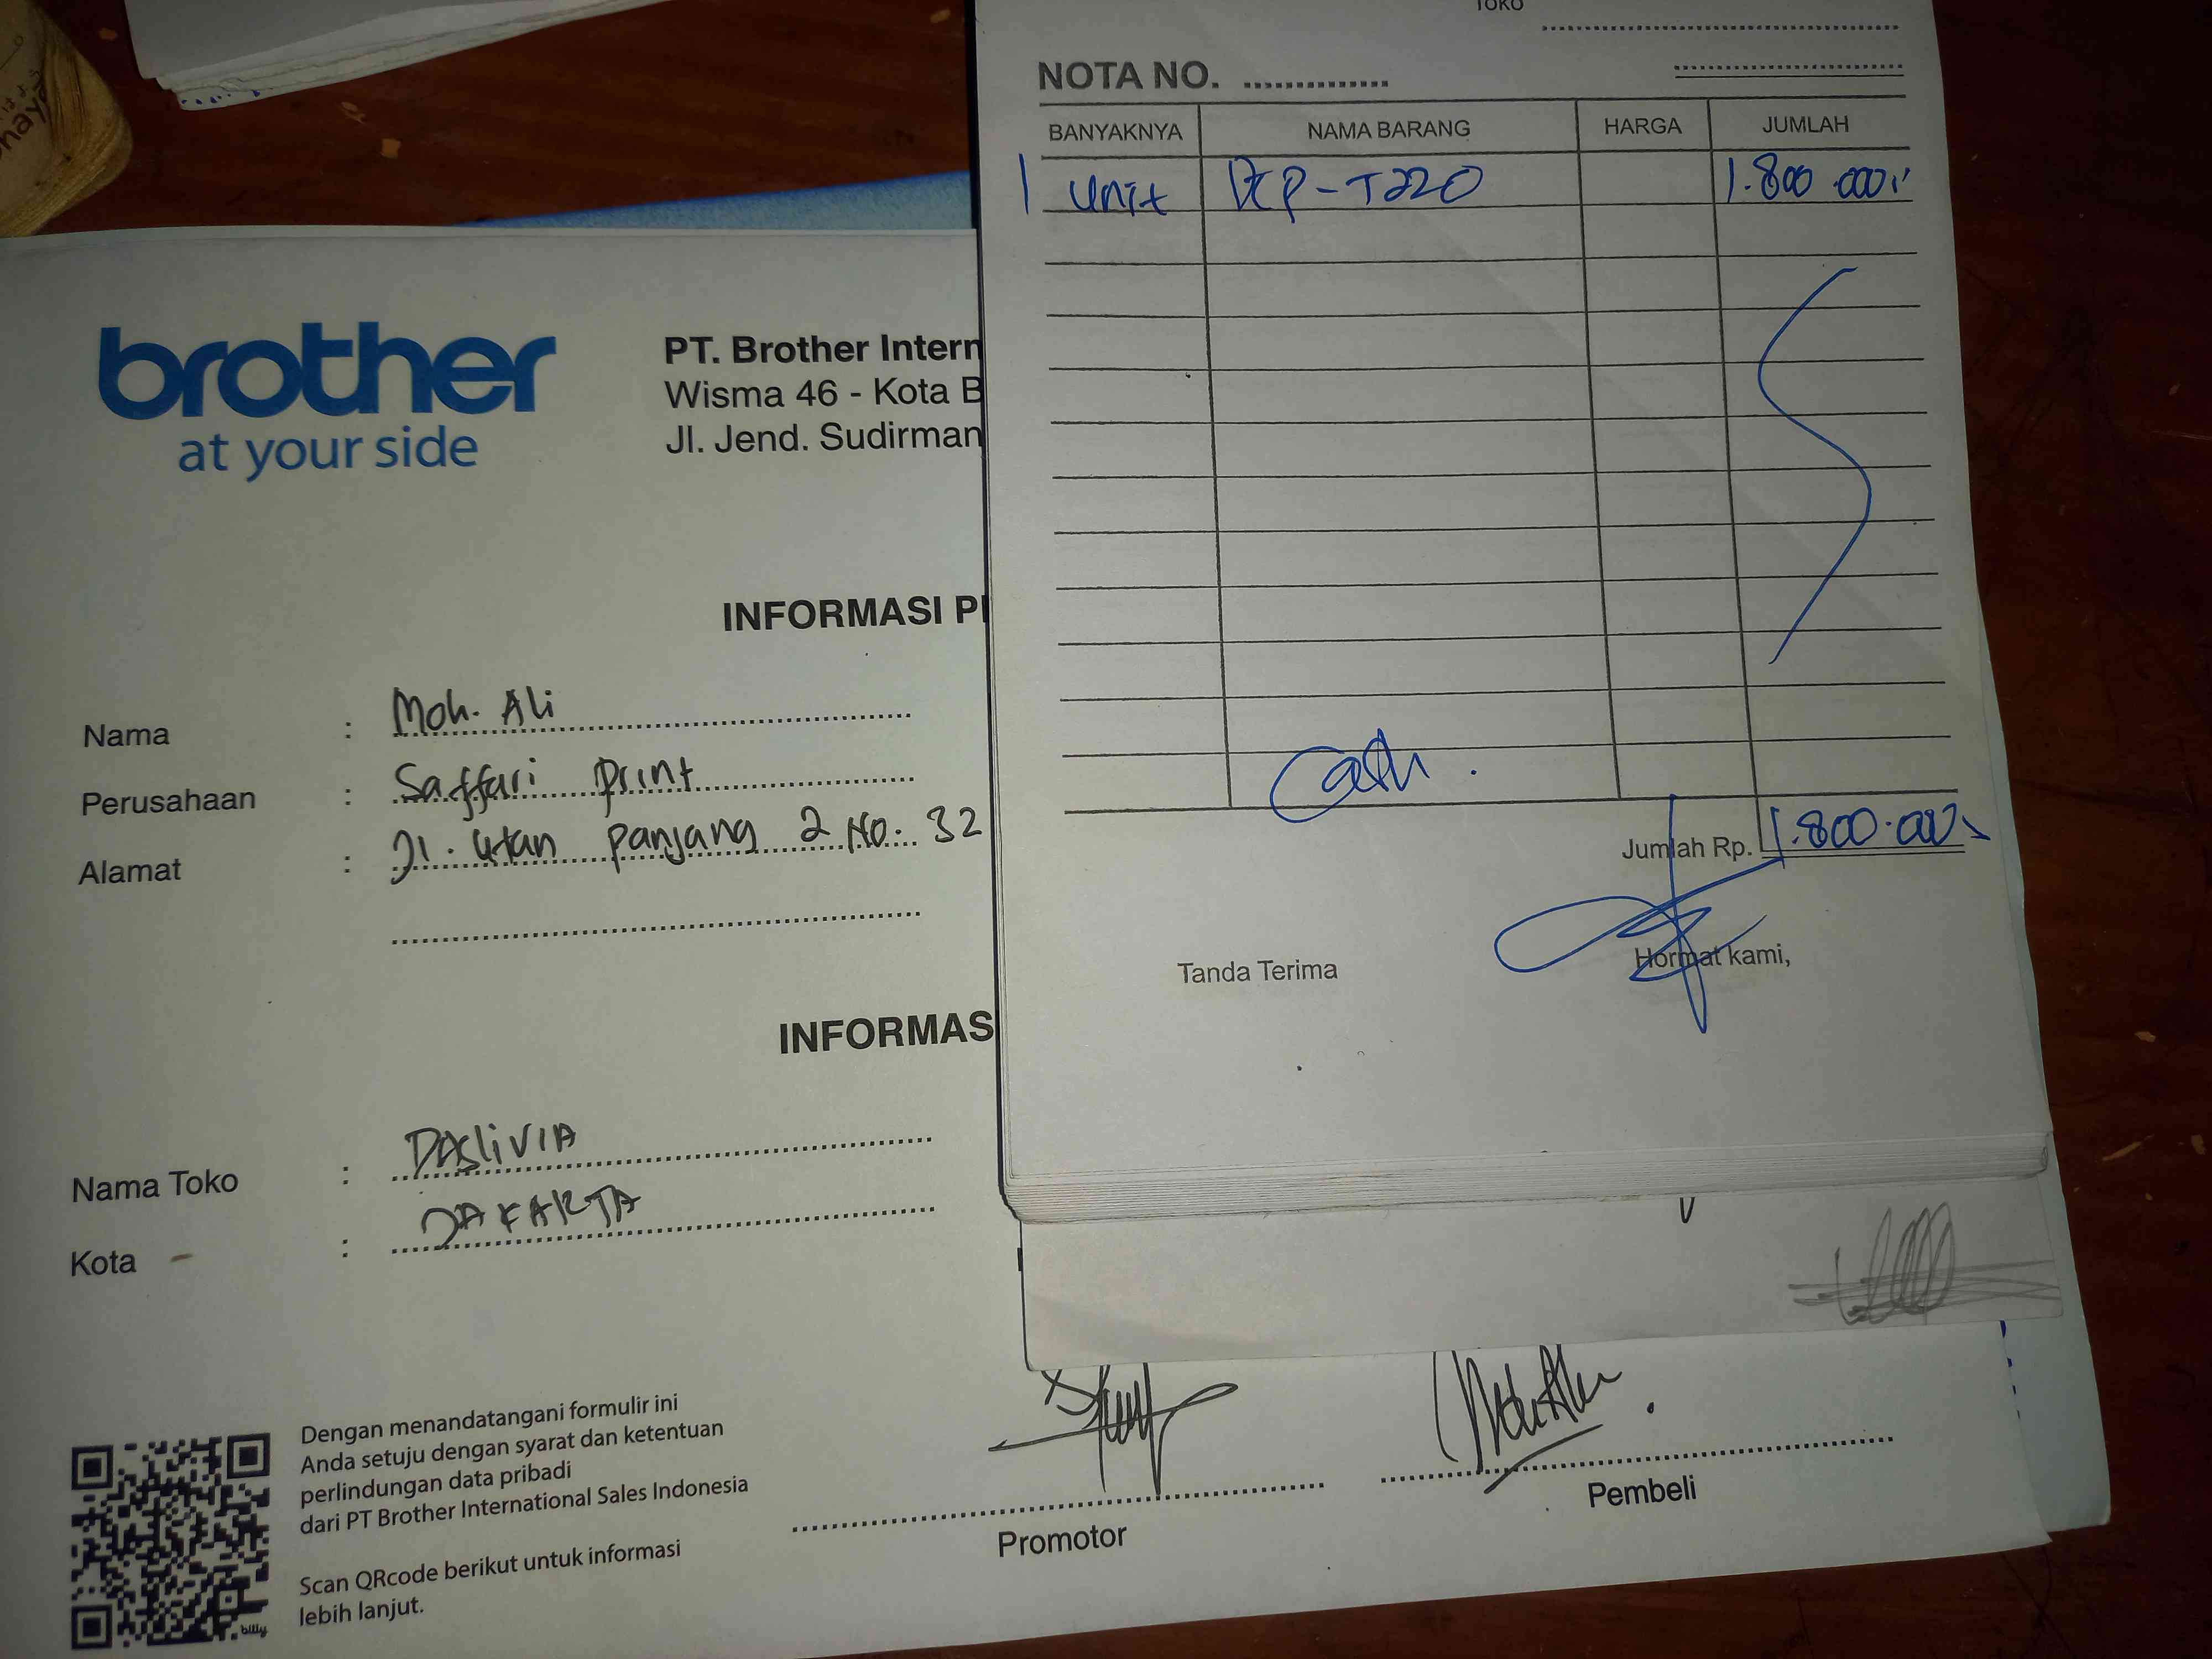 TOKO
NOTA NO.
BANYAKNYA NAMA BARANG HARGA JUMLAH
1 unit DCP-T220 1.800.000
Cash.
Jumlah Rp. 1.800.000
Tanda Terima Hormat kami,
brother
at your side
PT. Brother Intern
Wisma 46 - Kota B
Jl. Jend. Sudirman
INFORMASI P
Nama : Moh. Ali
Perusahaan : Saffari print
Alamat : Jl. Utan panjang 2 No. 32
INFORMAS
Nama Toko : DASLIVIA
Kota : JAKARTA
Dengan menandatangani formulir ini
Anda setuju dengan syarat dan ketentuan
perlindungan data pribadi
dari PT Brother International Sales Indonesia
Scan QRcode berikut untuk informasi
lebih lanjut.
billy
Promotor
Pembeli